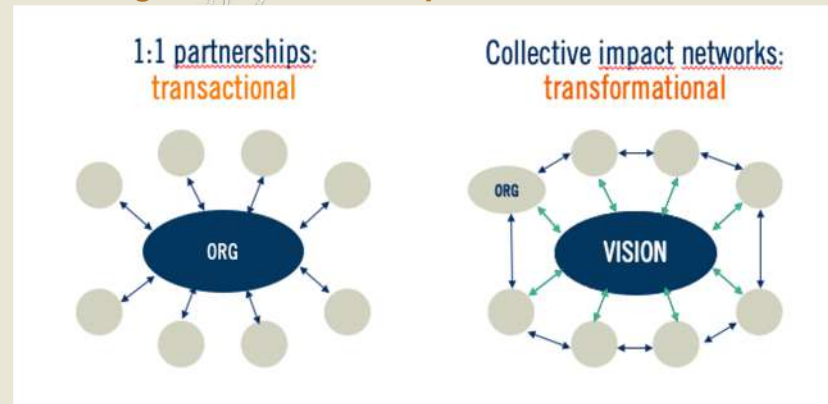 1:1 partnerships:
transactional
Collective impact networks:
transformational
ORG
ORG
VISION